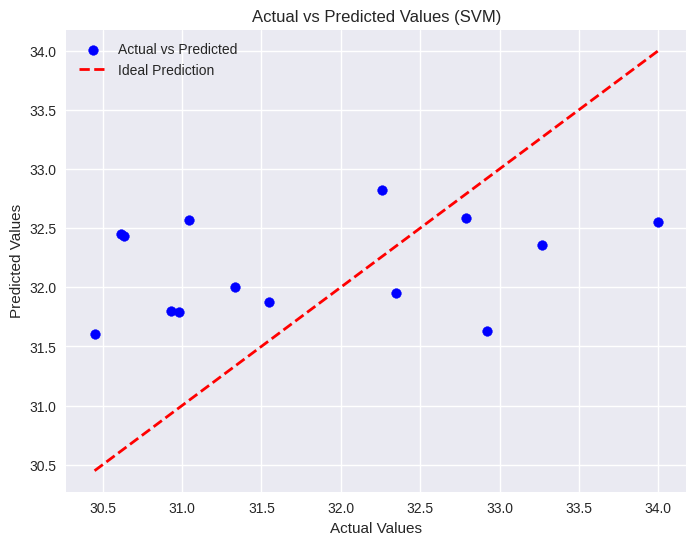 Actual vs Predicted Values (SVM)
Actual vs Predicted
Ideal Prediction
Predicted Values
34.0
33.5
33.0
32.5
32.0
31.5
31.0
30.5
30.5 31.0 31.5 32.0 32.5 33.0 33.5 34.0
Actual Values